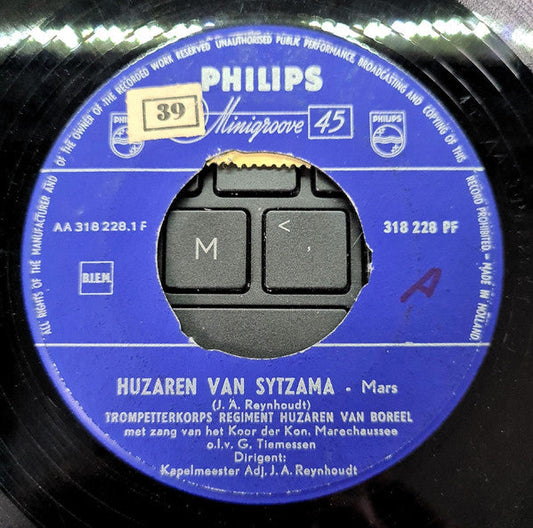 ALL RIGHTS OF THE MANUFACTURER AND OF THE OWNER OF THE RECORDED WORK RESERVED UNAUTHORISED PUBLIC PERFORMANCE, BROADCASTING AND COPYING OF THIS RECORD PROHIBITED - MADE IN HOLLAND
PHILIPS
39
Minigroove 45
PHILIPS
PHILIPS
AA 318 228.1 F
318 228 PF
M
<
,
B.I.E.M.
A
HUZAREN VAN SYTZAMA - Mars
(J. Ä. Reynhoudt)
TROMPETTERKORPS REGIMENT HUZAREN VAN BOREEL
met zang van het Koor der Kon. Marechaussee
o.l.v. G. Tiemessen
Dirigent:
Kapelmeester Adj. J. A. Reynhoudt